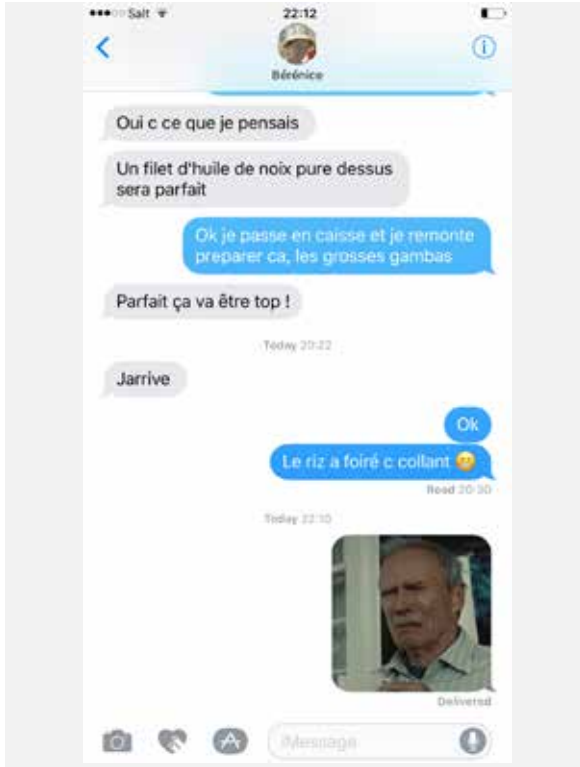 Salt
22:12
Bérénice
Oui c ce que je pensais
Un filet d'huile de noix pure dessus
sera parfait
Ok je passe en caisse et je remonte
preparer ca, les grosses gambas
Parfait ça va être top !
Today 20:22
Jarrive
Ok
Le riz a foiré c collant 😬
Read 20:30
Today 22:10
Delivered
iMessage